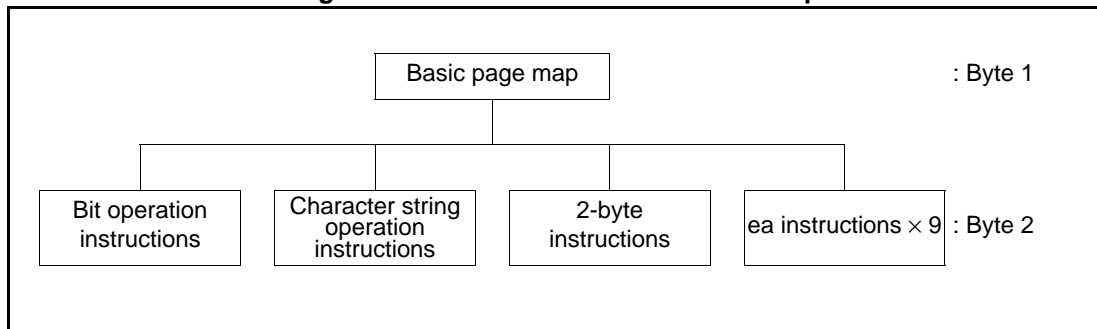 Basic page map
: Byte 1
Bit operation
instructions
Character string
operation
instructions
2-byte
instructions
ea instructions × 9
: Byte 2